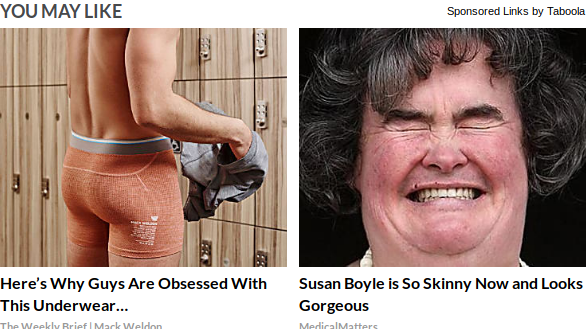 YOU MAY LIKE
Sponsored Links by Taboola
Here's Why Guys Are Obsessed With
This Underwear...
The Weekly Brief | Mack Weldon
Susan Boyle is So Skinny Now and Looks
Gorgeous
MedicalMatters